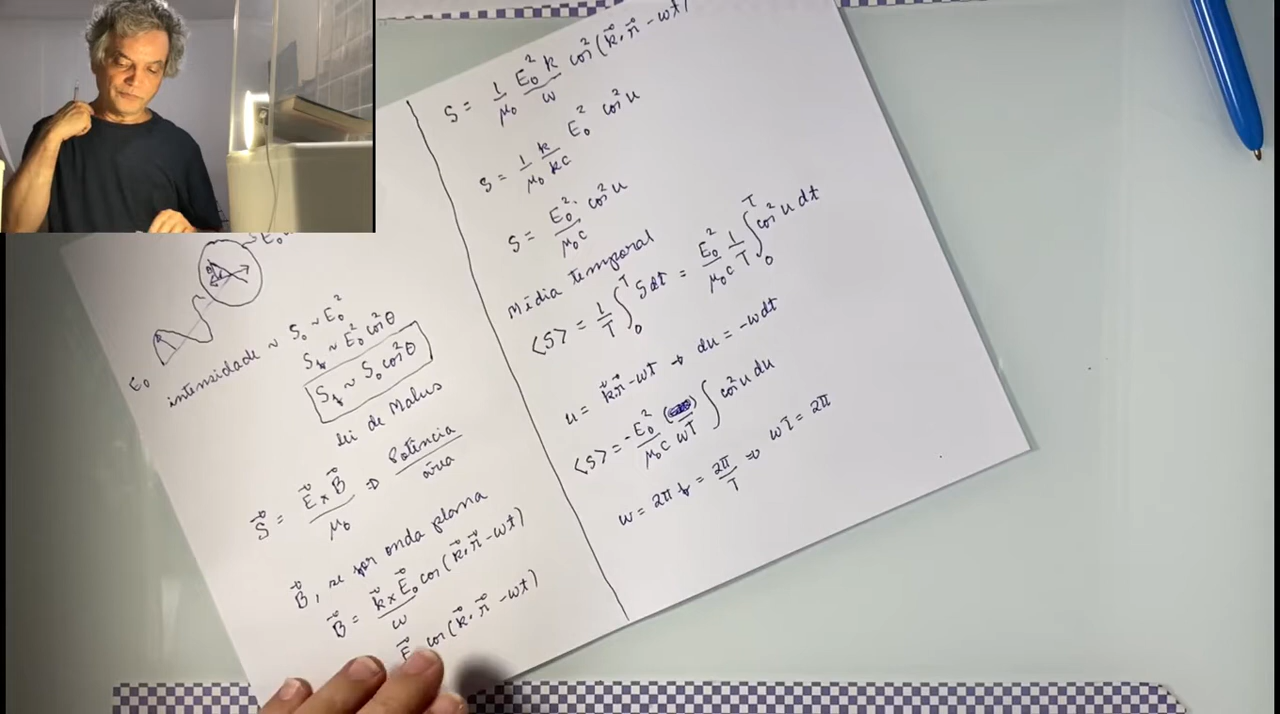 E₀
intensidade ~ S₀ ~ E₀²
S_f ~ E₀² cos²θ
S_f ~ S₀ cos²θ
lei de Malus
S⃗ = E⃗ × B⃗ / μ₀ ⇒ Potência / área
B⃗, se for onda plana
B⃗ = k⃗ × E⃗₀ / ω cos(k⃗·r⃗ - ωt)
E⃗ cos(k⃗·r⃗ - ωt)
S = 1/μ₀ E₀² k/ω cos²(k⃗·r⃗ - ωt)
S = 1/μ₀ k/kc E₀² cos²u
S = E₀²/μ₀c cos²u
Média temporal
⟨S⟩ = 1/T ∫₀ᵀ S dt = E₀²/μ₀c 1/T ∫₀ᵀ cos²u dt
u = k⃗·r⃗ - ωt → du = -ωdt
⟨S⟩ = -E₀²/μ₀c ωT ∫ cos²u du
ω = 2πf = 2π/T ⇒ ωT = 2π